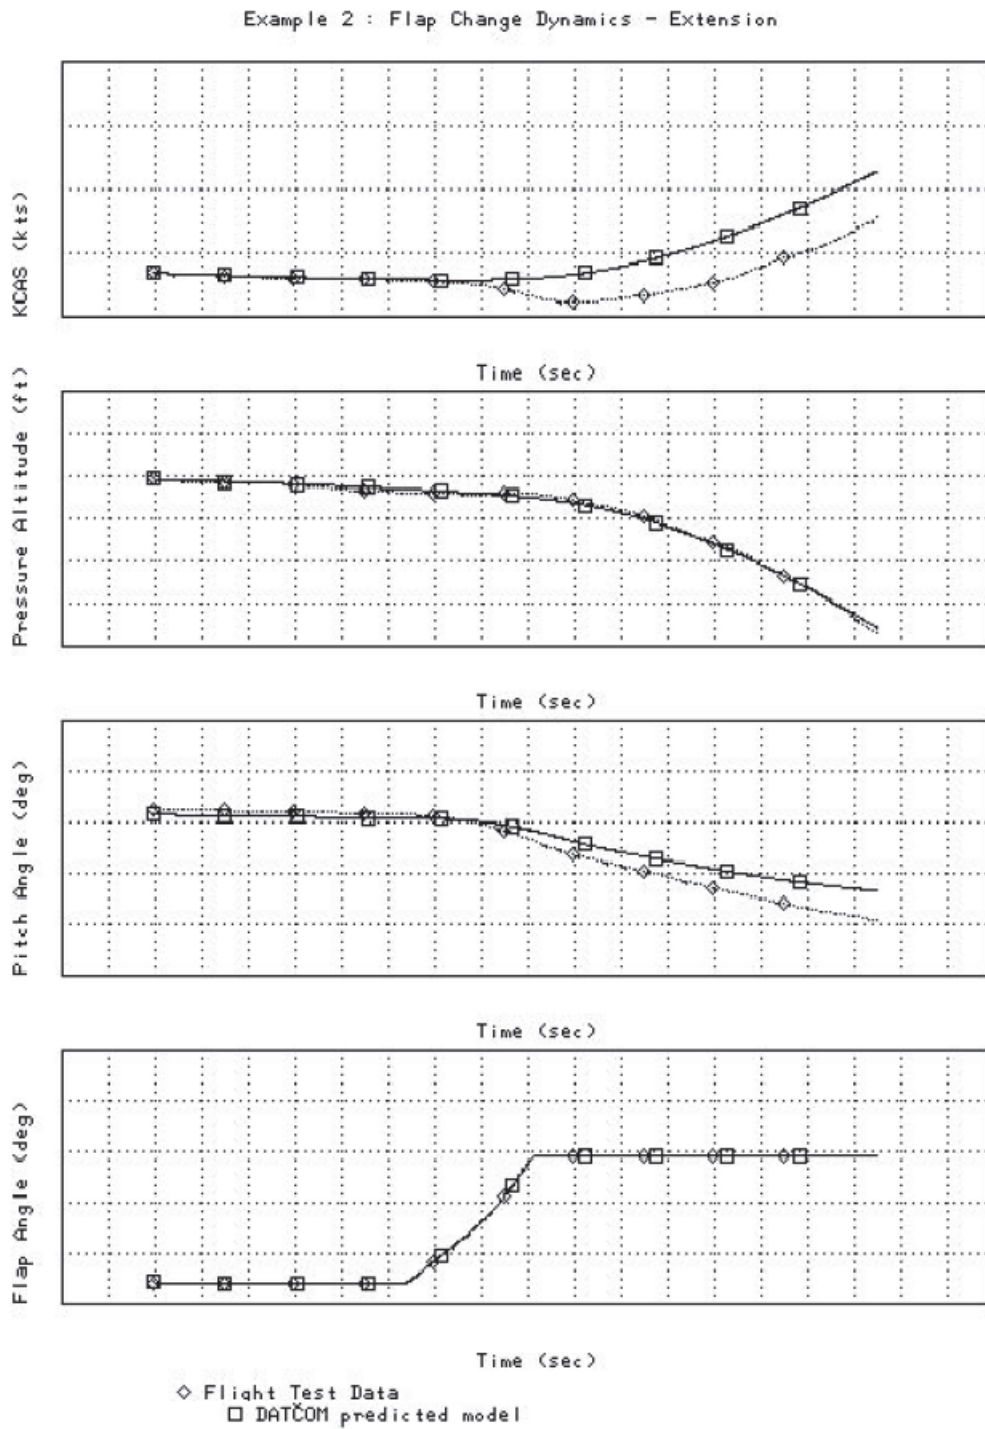 Example 2 : Flap Change Dynamics - Extension
KCAS (kts)
Time (sec)
Pressure Altitude (ft)
Time (sec)
Pitch Angle (deg)
Time (sec)
Flap Angle (deg)
Time (sec)
Flight Test Data
DATCOM predicted model